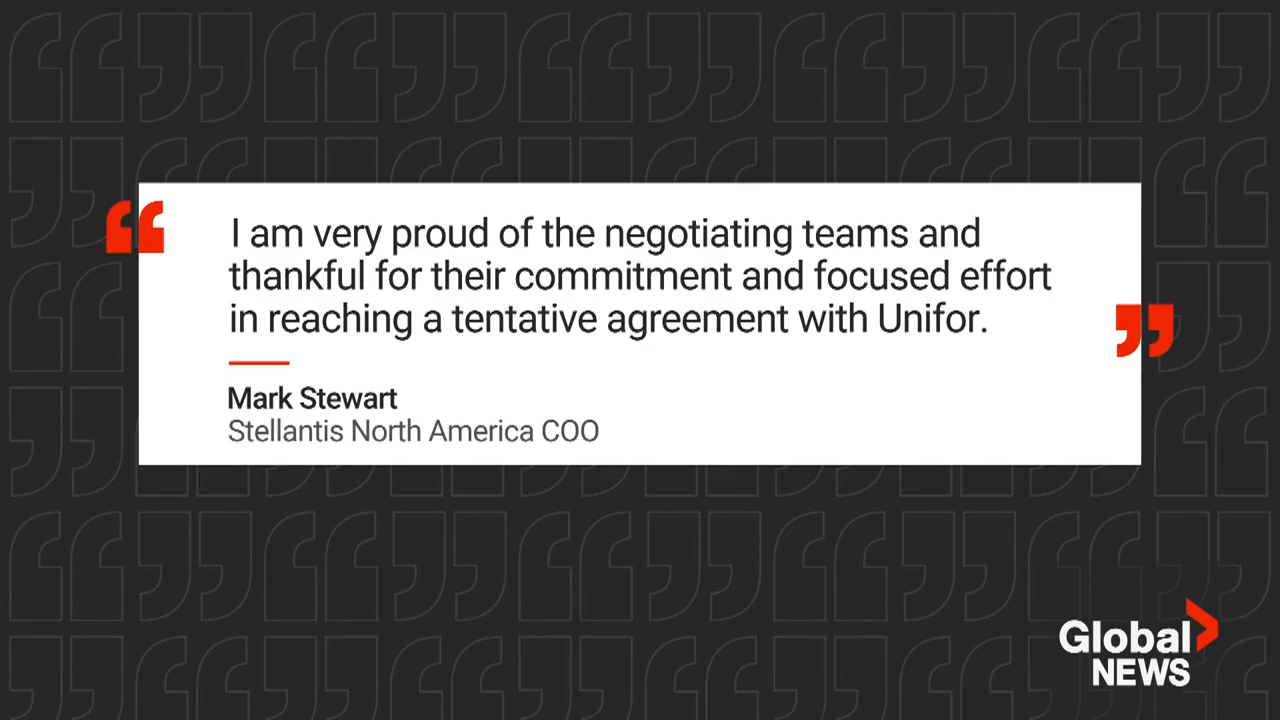 I am very proud of the negotiating teams and
thankful for their commitment and focused effort
in reaching a tentative agreement with Unifor.
Mark Stewart
Stellantis North America COO
Global
NEWS